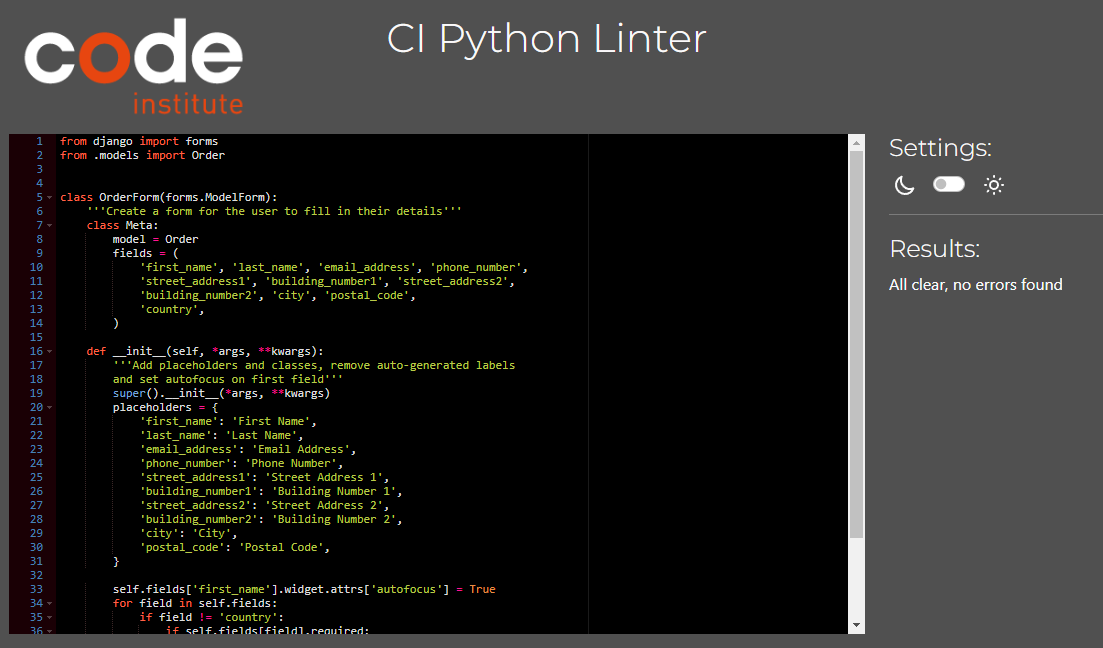 code
institute
CI Python Linter
1 from django import forms
2 from .models import Order
3
4
5 class OrderForm(forms.ModelForm):
6     '''Create a form for the user to fill in their details'''
7     class Meta:
8         model = Order
9         fields = (
10             'first_name', 'last_name', 'email_address', 'phone_number',
11             'street_address1', 'building_number1', 'street_address2',
12             'building_number2', 'city', 'postal_code',
13             'country',
14         )
15
16     def __init__(self, *args, **kwargs):
17         '''Add placeholders and classes, remove auto-generated labels
18         and set autofocus on first field'''
19         super().__init__(*args, **kwargs)
20         placeholders = {
21             'first_name': 'First Name',
22             'last_name': 'Last Name',
23             'email_address': 'Email Address',
24             'phone_number': 'Phone Number',
25             'street_address1': 'Street Address 1',
26             'building_number1': 'Building Number 1',
27             'street_address2': 'Street Address 2',
28             'building_number2': 'Building Number 2',
29             'city': 'City',
30             'postal_code': 'Postal Code',
31         }
32
33         self.fields['first_name'].widget.attrs['autofocus'] = True
34         for field in self.fields:
35             if field != 'country':
36                 if self.fields[field].required:
Settings:
Results:
All clear, no errors found